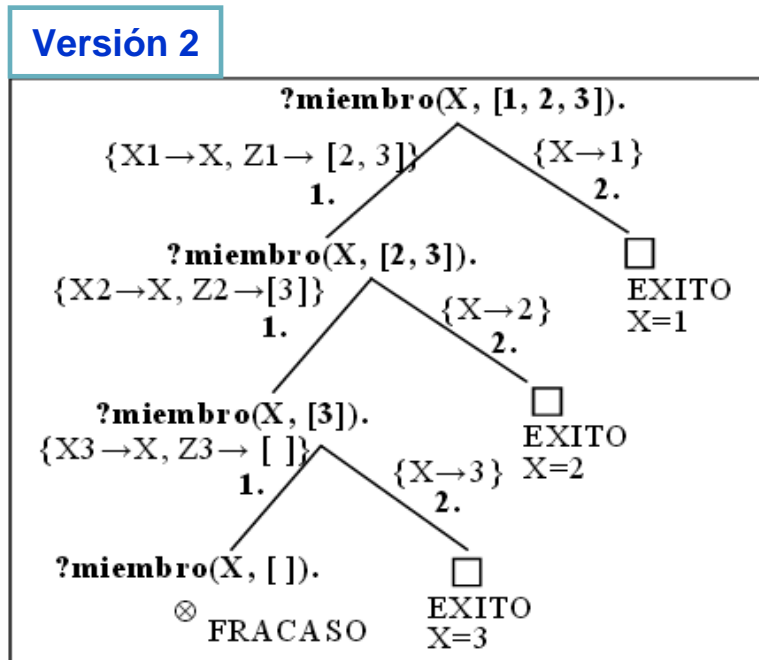 Versión 2
?miembro(X, [1, 2, 3]).
{X1→X, Z1→ [2, 3]}
{X→1}
1.
2.
?miembro(X, [2, 3]).
EXITO
X=1
{X2→X, Z2→[3]}
{X→2}
1.
2.
?miembro(X, [3]).
EXITO
X=2
{X3→X, Z3→ [ ]}
{X→3}
1.
2.
?miembro(X, [ ]).
⊗ FRACASO
EXITO
X=3